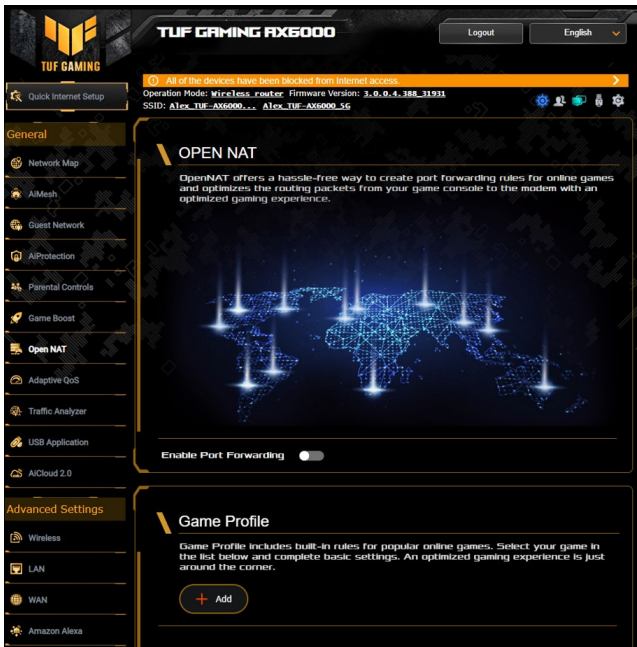 TUF GAMING
TUF GAMING AX6000
Logout
English
All of the devices have been blocked from Internet access.
Quick Internet Setup
Operation Mode: Wireless router Firmware Version: 3.0.0.4.388_31931
SSID: Alex_TUF-AX6000... Alex_TUF-AX6000_5G
General
Network Map
AiMesh
Guest Network
AiProtection
Parental Controls
Game Boost
Open NAT
Adaptive QoS
Traffic Analyzer
USB Application
AiCloud 2.0
Advanced Settings
Wireless
LAN
WAN
Amazon Alexa
OPEN NAT
OpenNAT offers a hassle-free way to create port forwarding rules for online games
and optimizes the routing packets from your game console to the modem with an
optimized gaming experience.
Enable Port Forwarding
Game Profile
Game Profile includes built-in rules for popular online games. Select your game in
the list below and complete basic settings. An optimized gaming experience is just
around the corner.
Add